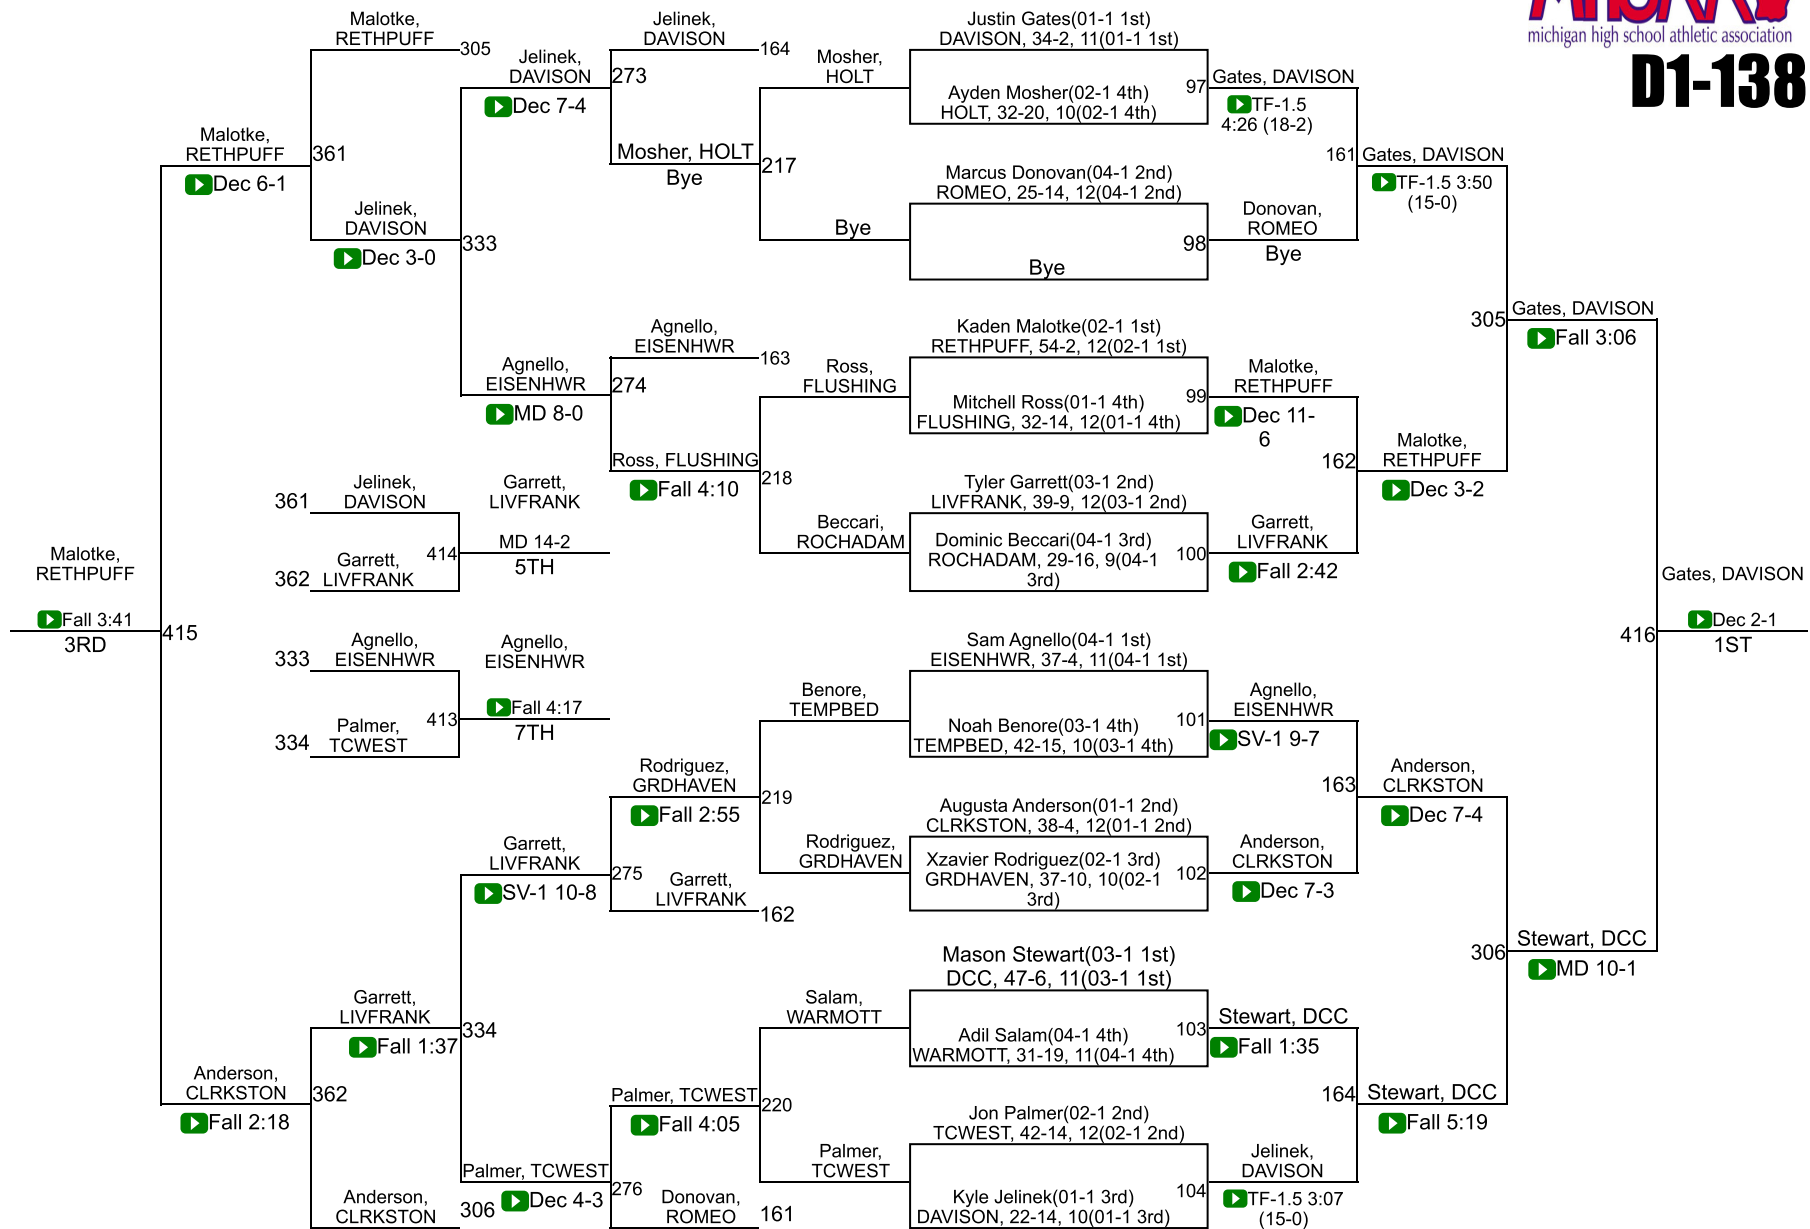 MHSAA
michigan high school athletic association
D1-138
Malotke,
RETHPUFF
305
Jelinek,
DAVISON
Dec 7-4
Jelinek,
DAVISON
164
273
Mosher, HOLT
Bye
Mosher,
HOLT
217
Bye
Justin Gates(01-1 1st)
DAVISON, 34-2, 11(01-1 1st)
Ayden Mosher(02-1 4th)
HOLT, 32-20, 10(02-1 4th)
97
Gates, DAVISON
TF-1.5
4:26 (18-2)
Marcus Donovan(04-1 2nd)
ROMEO, 25-14, 12(04-1 2nd)
Bye
98
Donovan,
ROMEO
Bye
161
Gates, DAVISON
TF-1.5 3:50
(15-0)
Malotke,
RETHPUFF
Dec 6-1
361
Jelinek,
DAVISON
Dec 3-0
333
Agnello,
EISENHWR
MD 8-0
Agnello,
EISENHWR
163
274
Ross, FLUSHING
Fall 4:10
Ross,
FLUSHING
218
Beccari,
ROCHADAM
Kaden Malotke(02-1 1st)
RETHPUFF, 54-2, 12(02-1 1st)
Mitchell Ross(01-1 4th)
FLUSHING, 32-14, 12(01-1 4th)
99
Malotke,
RETHPUFF
Dec 11-
6
Tyler Garrett(03-1 2nd)
LIVFRANK, 39-9, 12(03-1 2nd)
Dominic Beccari(04-1 3rd)
ROCHADAM, 29-16, 9(04-1
3rd)
100
Garrett,
LIVFRANK
Fall 2:42
162
Malotke,
RETHPUFF
Dec 3-2
305
Gates, DAVISON
Fall 3:06
361
Jelinek,
DAVISON
362
Garrett,
LIVFRANK
414
Garrett,
LIVFRANK
MD 14-2
5TH
Malotke,
RETHPUFF
Fall 3:41
3RD
415
333
Agnello,
EISENHWR
334
Palmer,
TCWEST
413
Agnello,
EISENHWR
Fall 4:17
7TH
Gates, DAVISON
416
Dec 2-1
1ST
Rodriguez,
GRDHAVEN
Fall 2:55
Benore,
TEMPBED
219
Rodriguez,
GRDHAVEN
Sam Agnello(04-1 1st)
EISENHWR, 37-4, 11(04-1 1st)
Noah Benore(03-1 4th)
TEMPBED, 42-15, 10(03-1 4th)
101
Agnello,
EISENHWR
SV-1 9-7
Augusta Anderson(01-1 2nd)
CLRKSTON, 38-4, 12(01-1 2nd)
Xzavier Rodriguez(02-1 3rd)
GRDHAVEN, 37-10, 10(02-1
3rd)
102
Anderson,
CLRKSTON
Dec 7-3
163
Anderson,
CLRKSTON
Dec 7-4
Garrett,
LIVFRANK
SV-1 10-8
275
Garrett,
LIVFRANK
162
306
Stewart, DCC
MD 10-1
Garrett,
LIVFRANK
Fall 1:37
334
Anderson,
CLRKSTON
Fall 2:18
362
Anderson,
CLRKSTON
306
Palmer, TCWEST
Dec 4-3
Palmer, TCWEST
Fall 4:05
276
Donovan,
ROMEO
161
Salam,
WARMOTT
220
Palmer,
TCWEST
Mason Stewart(03-1 1st)
DCC, 47-6, 11(03-1 1st)
Adil Salam(04-1 4th)
WARMOTT, 31-19, 11(04-1 4th)
103
Stewart, DCC
Fall 1:35
Jon Palmer(02-1 2nd)
TCWEST, 42-14, 12(02-1 2nd)
Kyle Jelinek(01-1 3rd)
DAVISON, 22-14, 10(01-1 3rd)
104
Jelinek,
DAVISON
TF-1.5 3:07
(15-0)
164
Stewart, DCC
Fall 5:19